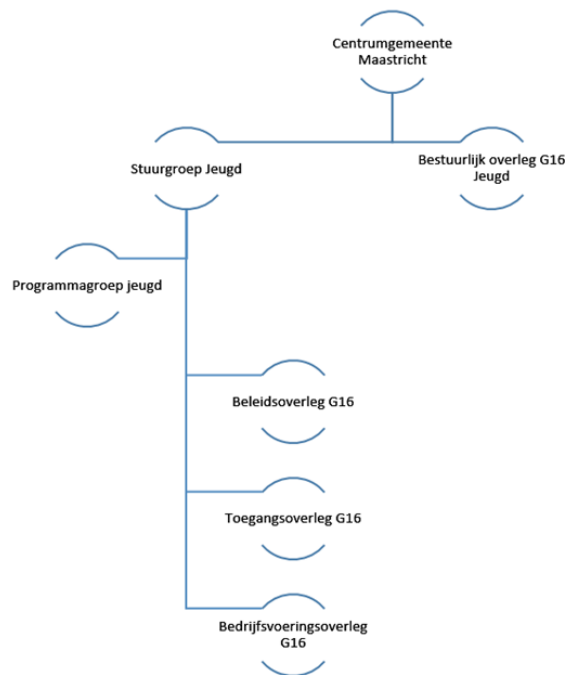 Centrumgemeente
Maastricht
Stuurgroep Jeugd
Bestuurlijk overleg G16
Jeugd
Programmagroep jeugd
Beleidsoverleg G16
Toegangsoverleg G16
Bedrijfsvoeringsoverleg
G16